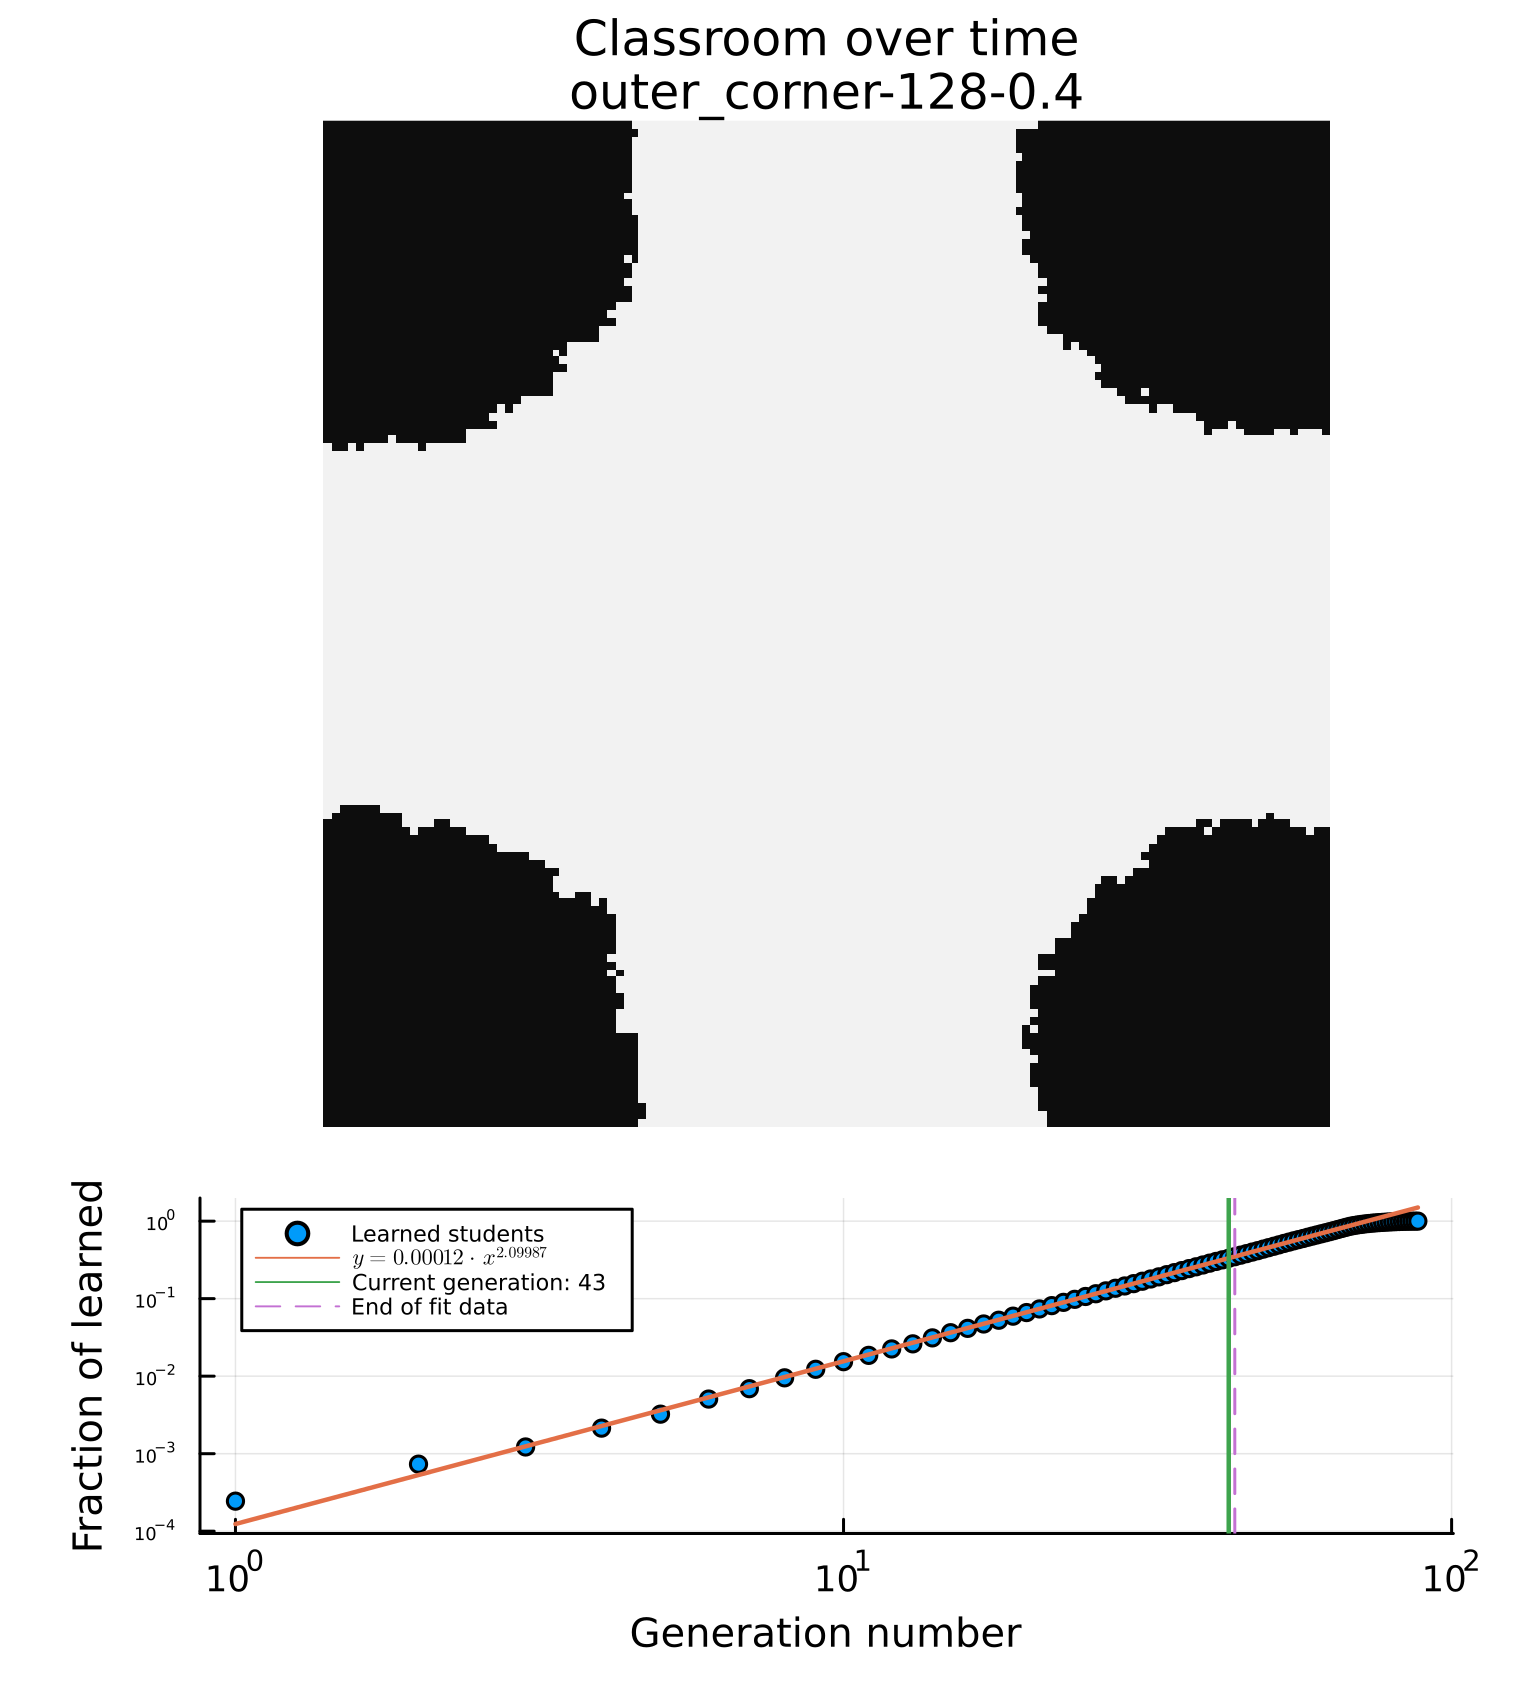 Classroom over time
outer_corner-128-0.4
Fraction of learned
10^0
10^-1
10^-2
10^-3
10^-4
Learned students
y = 0.00012 · x^2.09987
Current generation: 43
End of fit data
10^0 10^1 10^2
Generation number